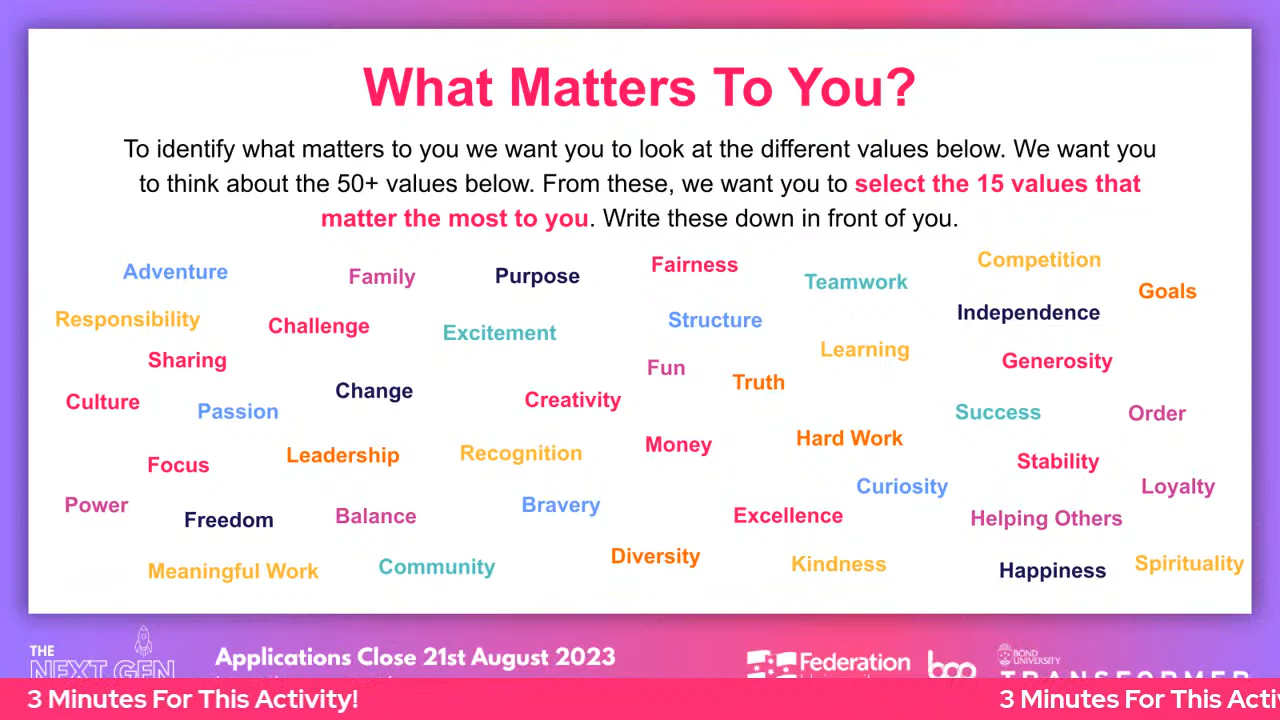 What Matters To You?
To identify what matters to you we want you to look at the different values below. We want you
to think about the 50+ values below. From these, we want you to select the 15 values that
matter the most to you. Write these down in front of you.
Adventure Family Purpose Fairness Teamwork Competition
Goals
Responsibility Challenge Excitement Structure Independence
Sharing Fun Truth Learning Generosity
Culture Passion Change Creativity Success Order
Focus Leadership Recognition Money Hard Work Stability
Power Freedom Balance Bravery Excellence Curiosity Helping Others Loyalty
Meaningful Work Community Diversity Kindness Happiness Spirituality
THE
NEXT GEN
Applications Close 21st August 2023
Federation
bop
BOND
UNIVERSITY
TRANSFORMER
3 Minutes For This Activity!
3 Minutes For This Activ